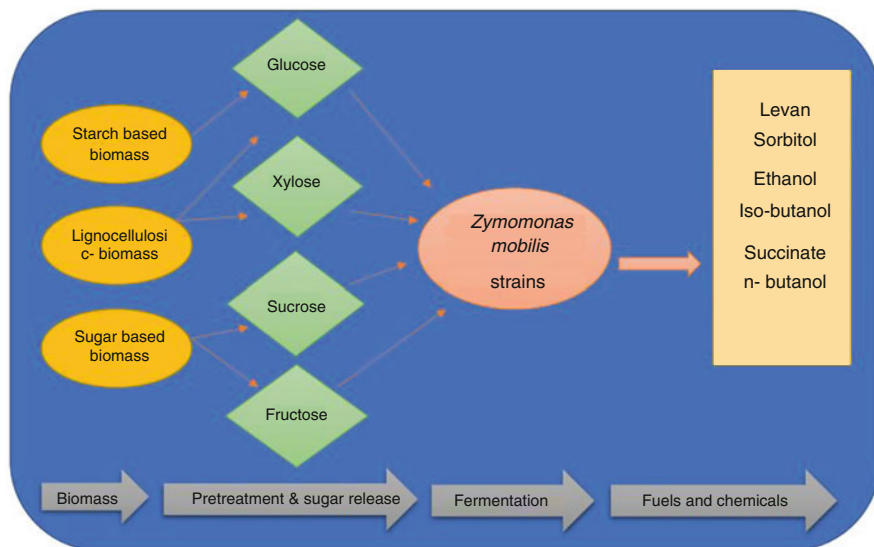 Glucose
Starch based
biomass
Xylose
Lignocellulosi
c- biomass
Sucrose
Sugar based
biomass
Fructose
Zymomonas
mobilis
strains
Levan
Sorbitol
Ethanol
Iso-butanol
Succinate
n- butanol
Biomass
Pretreatment & sugar release
Fermentation
Fuels and chemicals